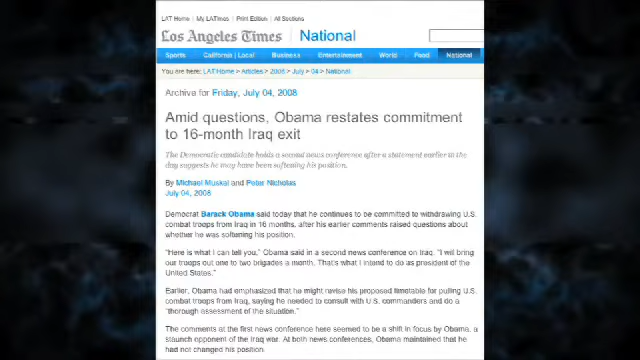 LAT Home | My LATimes | Print Edition | All Sections
Los Angeles Times | National
Sports California | Local Business Entertainment World Food National
You are here: LAT Home > Articles > 2008 > July > 04 > National
Archive for Friday, July 04, 2008
Amid questions, Obama restates commitment
to 16-month Iraq exit
The Democratic candidate holds a second news conference after a statement earlier in the
day suggests he may have been softening his position.
By Michael Muskal and Peter Nicholas
July 04, 2008
Democrat Barack Obama said today that he continues to be committed to withdrawing U.S.
combat troops from Iraq in 16 months, after his earlier comments raised questions about
whether he was softening his position.
"Here is what I can tell you," Obama said in a second news conference on Iraq. "I will bring
our troops out one to two brigades a month. That's what I intend to do as president of the
United States."
Earlier, Obama had emphasized that he might revise his proposed timetable for pulling U.S.
combat troops from Iraq, saying he needed to consult with U.S. commanders and do a
"thorough assessment of the situation."
The comments at the first news conference here seemed to be a shift in focus by Obama, a
staunch opponent of the Iraq war. At both news conferences, Obama maintained that he
had not changed his position.